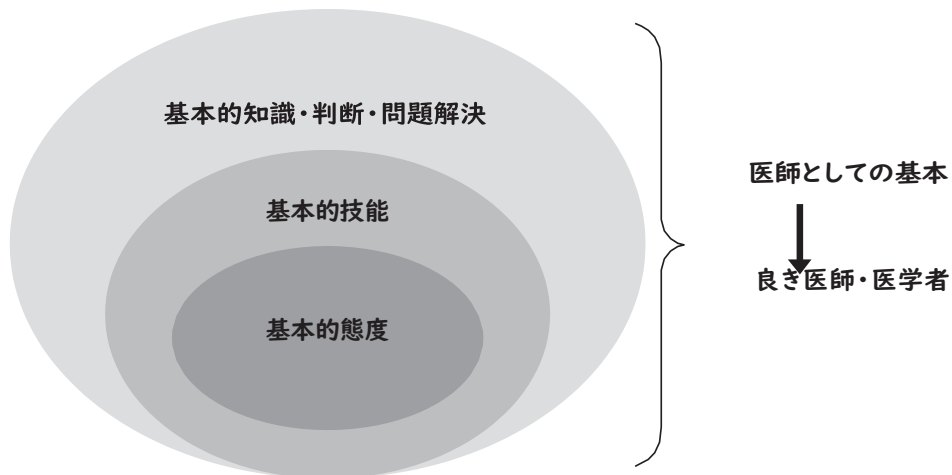 基本的知識・判断・問題解決
基本的技能
基本的態度
医師としての基本
良き医師・医学者